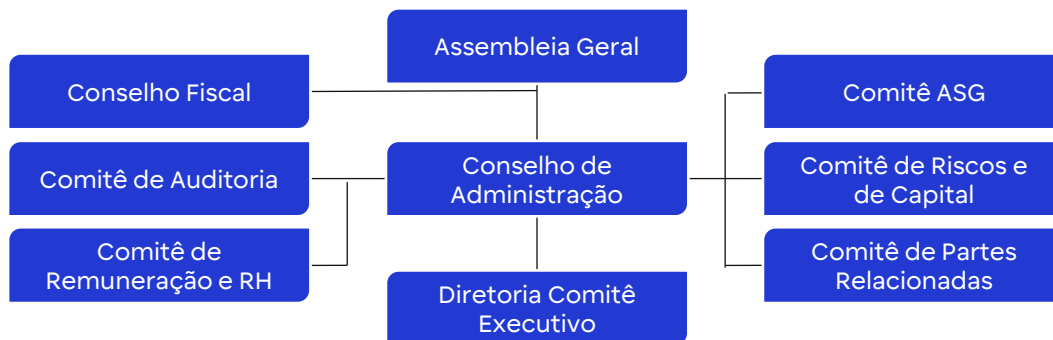 Assembleia Geral
Conselho Fiscal
Comitê ASG
Comitê de Auditoria
Conselho de
Administração
Comitê de Riscos e
de Capital
Comitê de
Remuneração e RH
Diretoria Comitê
Executivo
Comitê de Partes
Relacionadas